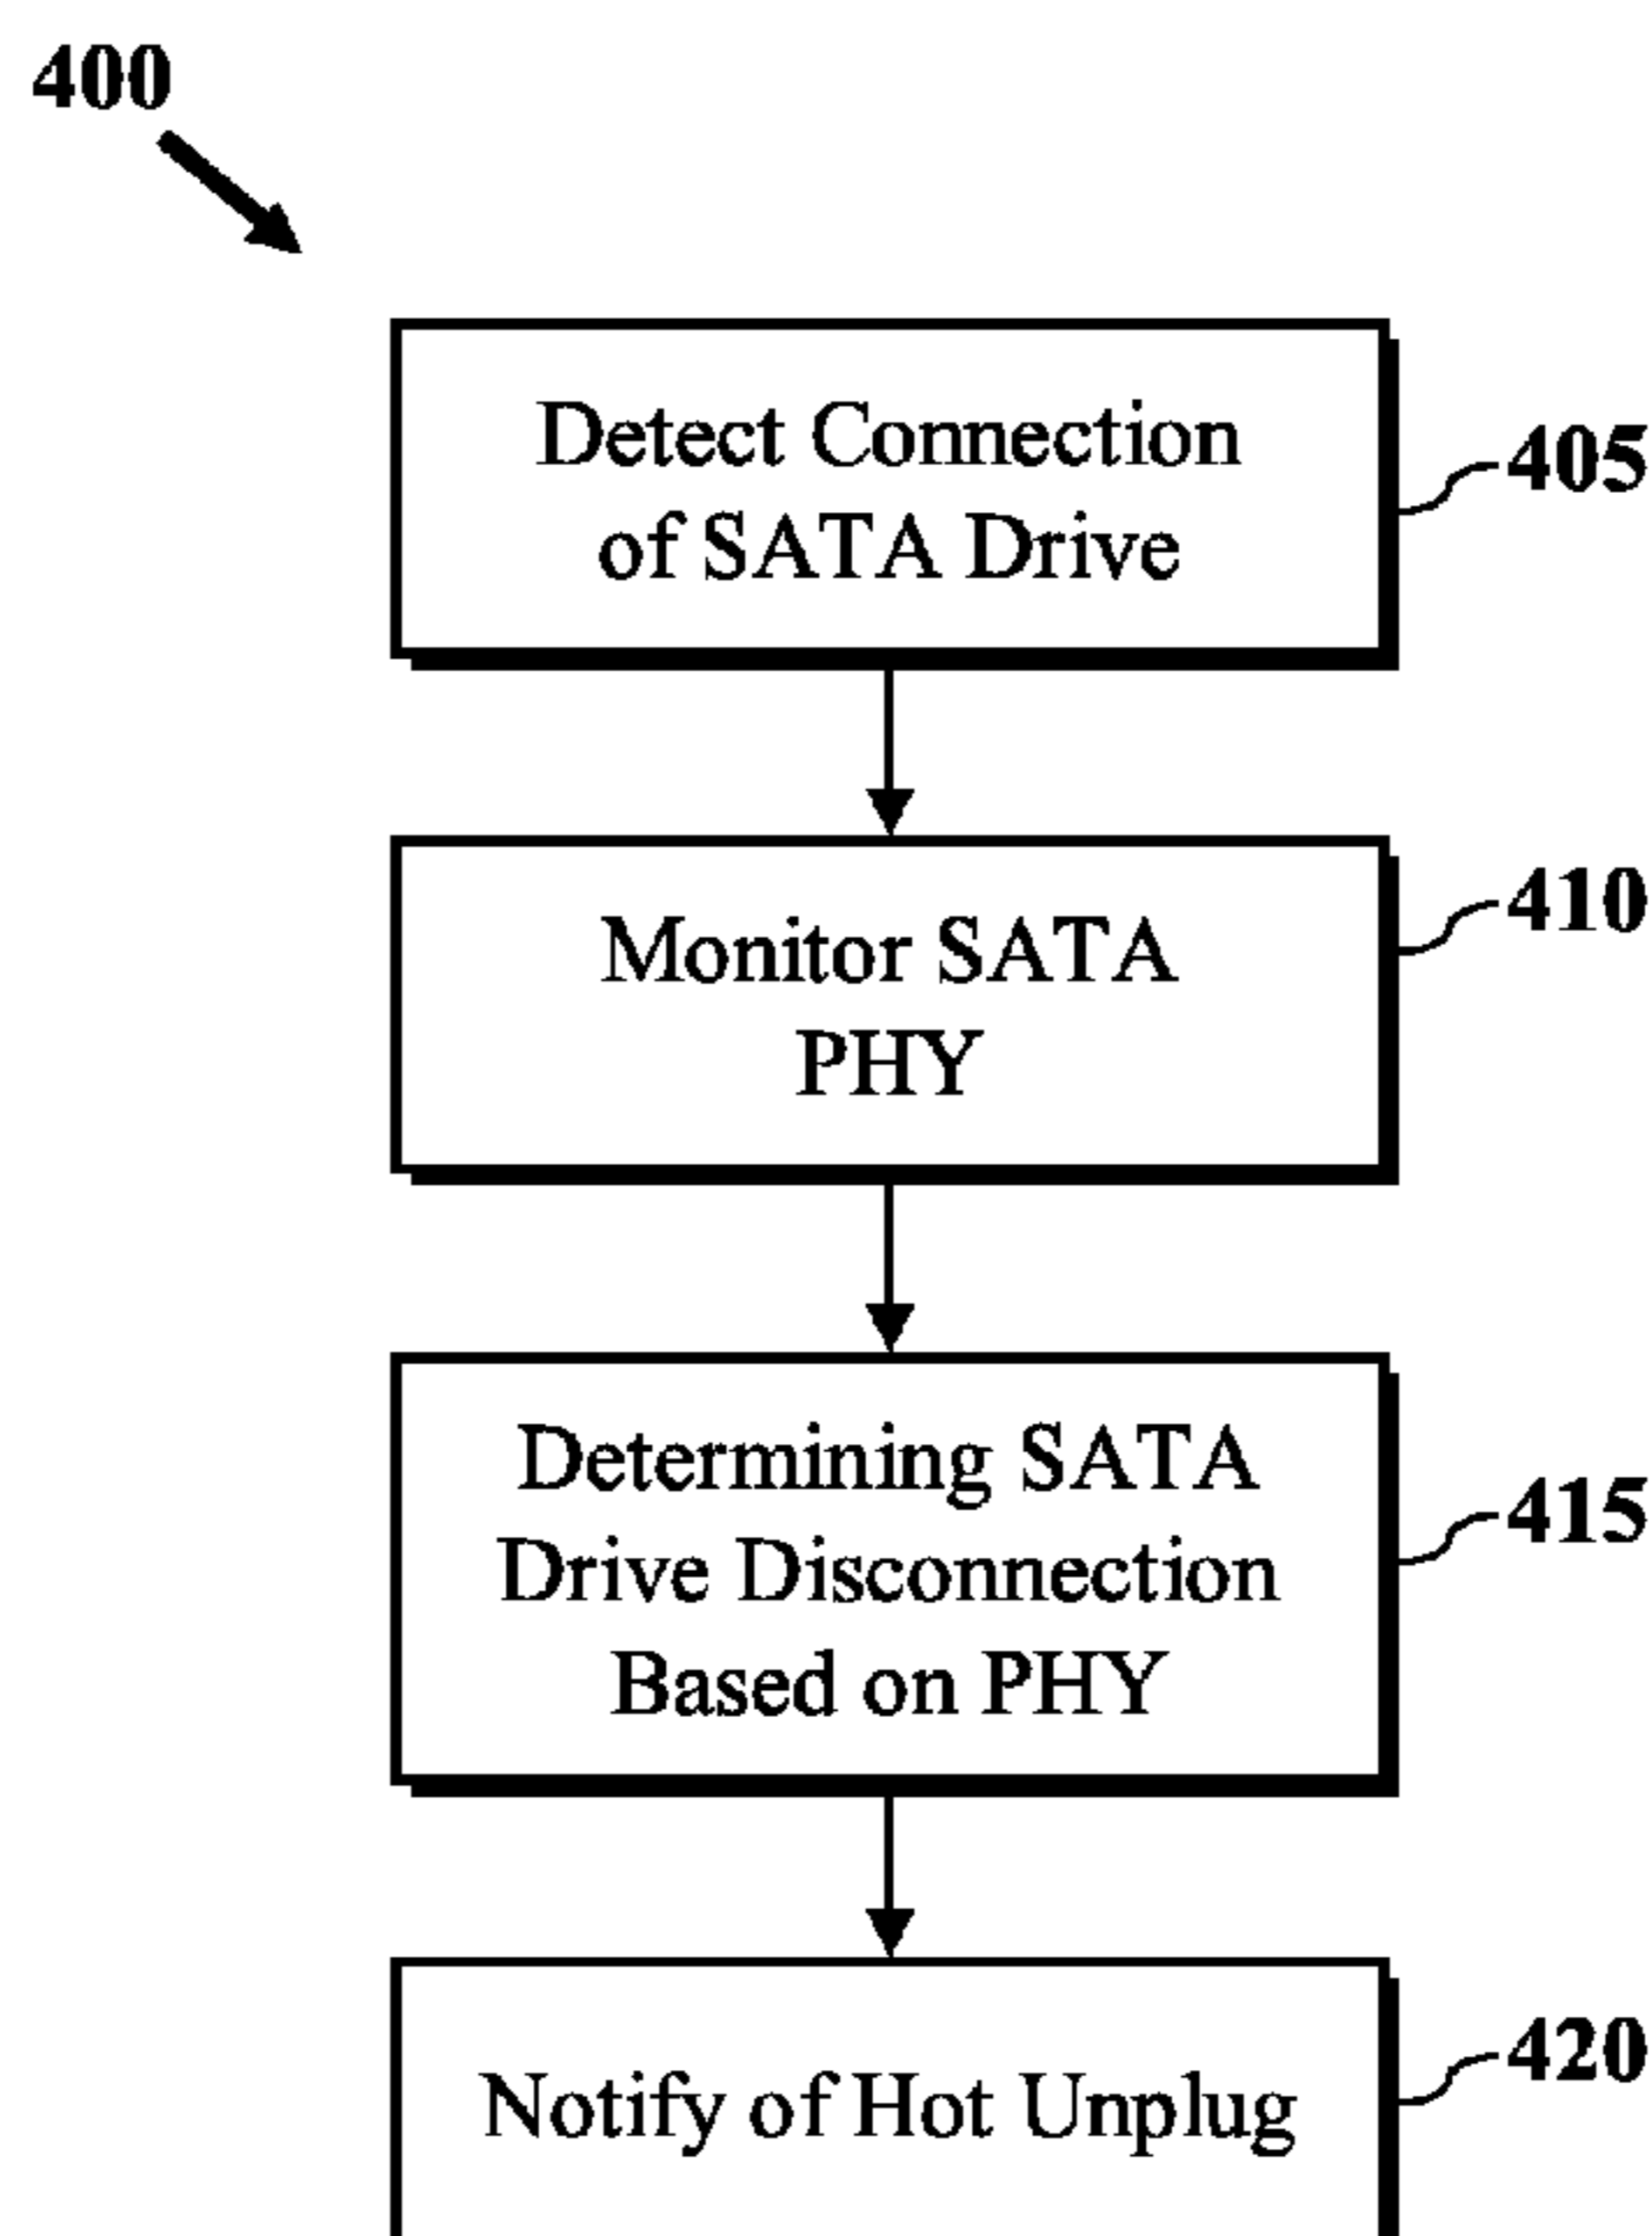 400
Detect Connection
of SATA Drive
405
Monitor SATA
PHY
410
Determining SATA
Drive Disconnection
Based on PHY
415
Notify of Hot Unplug
420